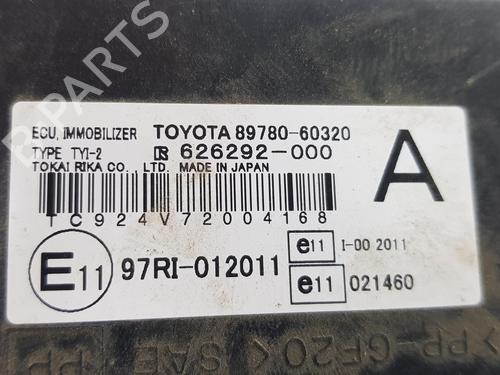 ECU, IMMOBILIZER TOYOTA 89780-60320
TYPE TYI-2 626292-000
TOKAI RIKA CO., LTD. MADE IN JAPAN
A
TC924V72004168
E11 97RI-012011
e11 I-00 2011
e11 021460
>PP-GF20< SAE PP
B-PARTS